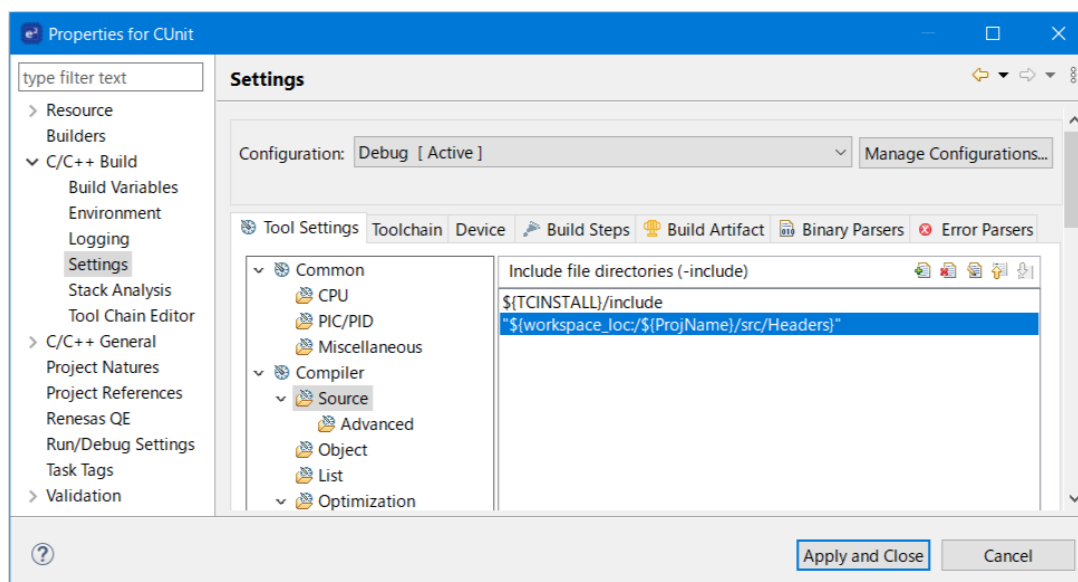 e² Properties for CUnit
type filter text
Resource
Builders
C/C++ Build
Build Variables
Environment
Logging
Settings
Stack Analysis
Tool Chain Editor
C/C++ General
Project Natures
Project References
Renesas QE
Run/Debug Settings
Task Tags
Validation
Settings
Configuration: Debug [ Active ] Manage Configurations...
Tool Settings Toolchain Device Build Steps Build Artifact 010 Binary Parsers Error Parsers
Common
CPU
PIC/PID
Miscellaneous
Compiler
Source
Advanced
Object
List
Optimization
Include file directories (-include)
${TCINSTALL}/include
"${workspace_loc:/${ProjName}/src/Headers}"
? Apply and Close Cancel